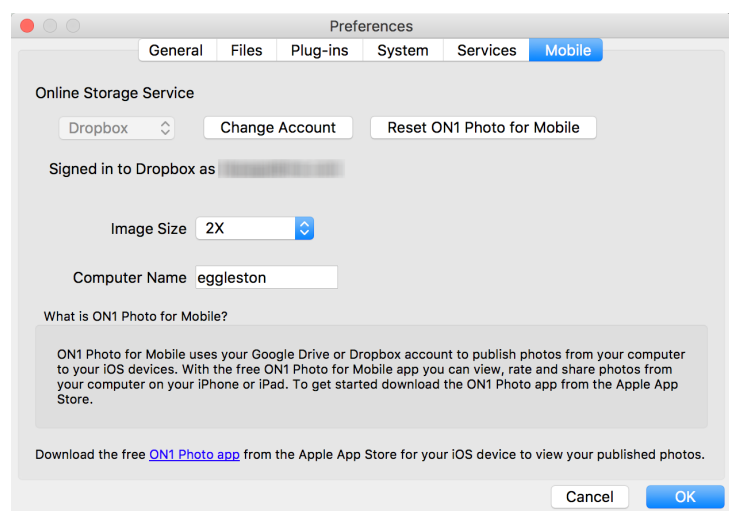 Preferences
General Files Plug-ins System Services Mobile
Online Storage Service
Dropbox Change Account Reset ON1 Photo for Mobile
Signed in to Dropbox as
Image Size 2X
Computer Name eggleston
What is ON1 Photo for Mobile?
ON1 Photo for Mobile uses your Google Drive or Dropbox account to publish photos from your computer
to your iOS devices. With the free ON1 Photo for Mobile app you can view, rate and share photos from
your computer on your iPhone or iPad. To get started download the ON1 Photo app from the Apple App
Store.
Download the free ON1 Photo app from the Apple App Store for your iOS device to view your published photos.
Cancel OK